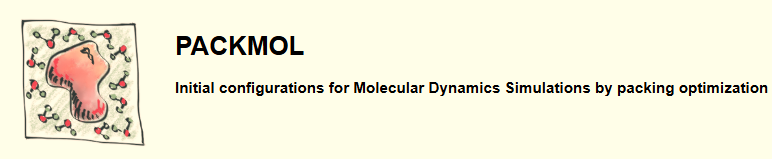 PACKMOL
Initial configurations for Molecular Dynamics Simulations by packing optimization